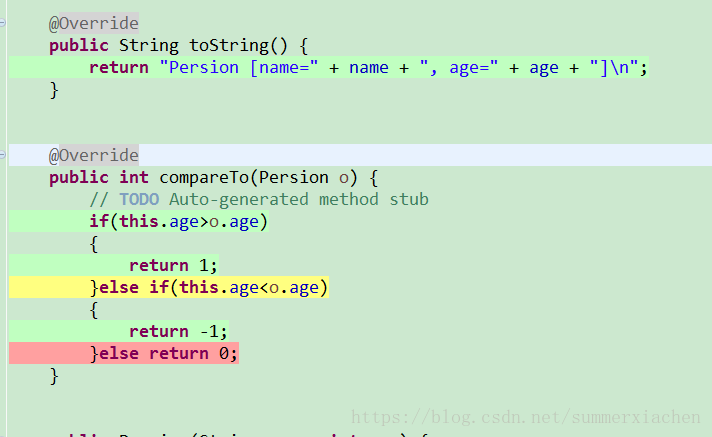 @Override
public String toString() {
return "Persion [name=" + name + ", age=" + age + "]\n";
}
@Override
public int compareTo(Persion o) {
// TODO Auto-generated method stub
if(this.age>o.age)
{
return 1;
}else if(this.age<o.age)
{
return -1;
}else return 0;
}
https://blog.csdn.net/summerxiachen